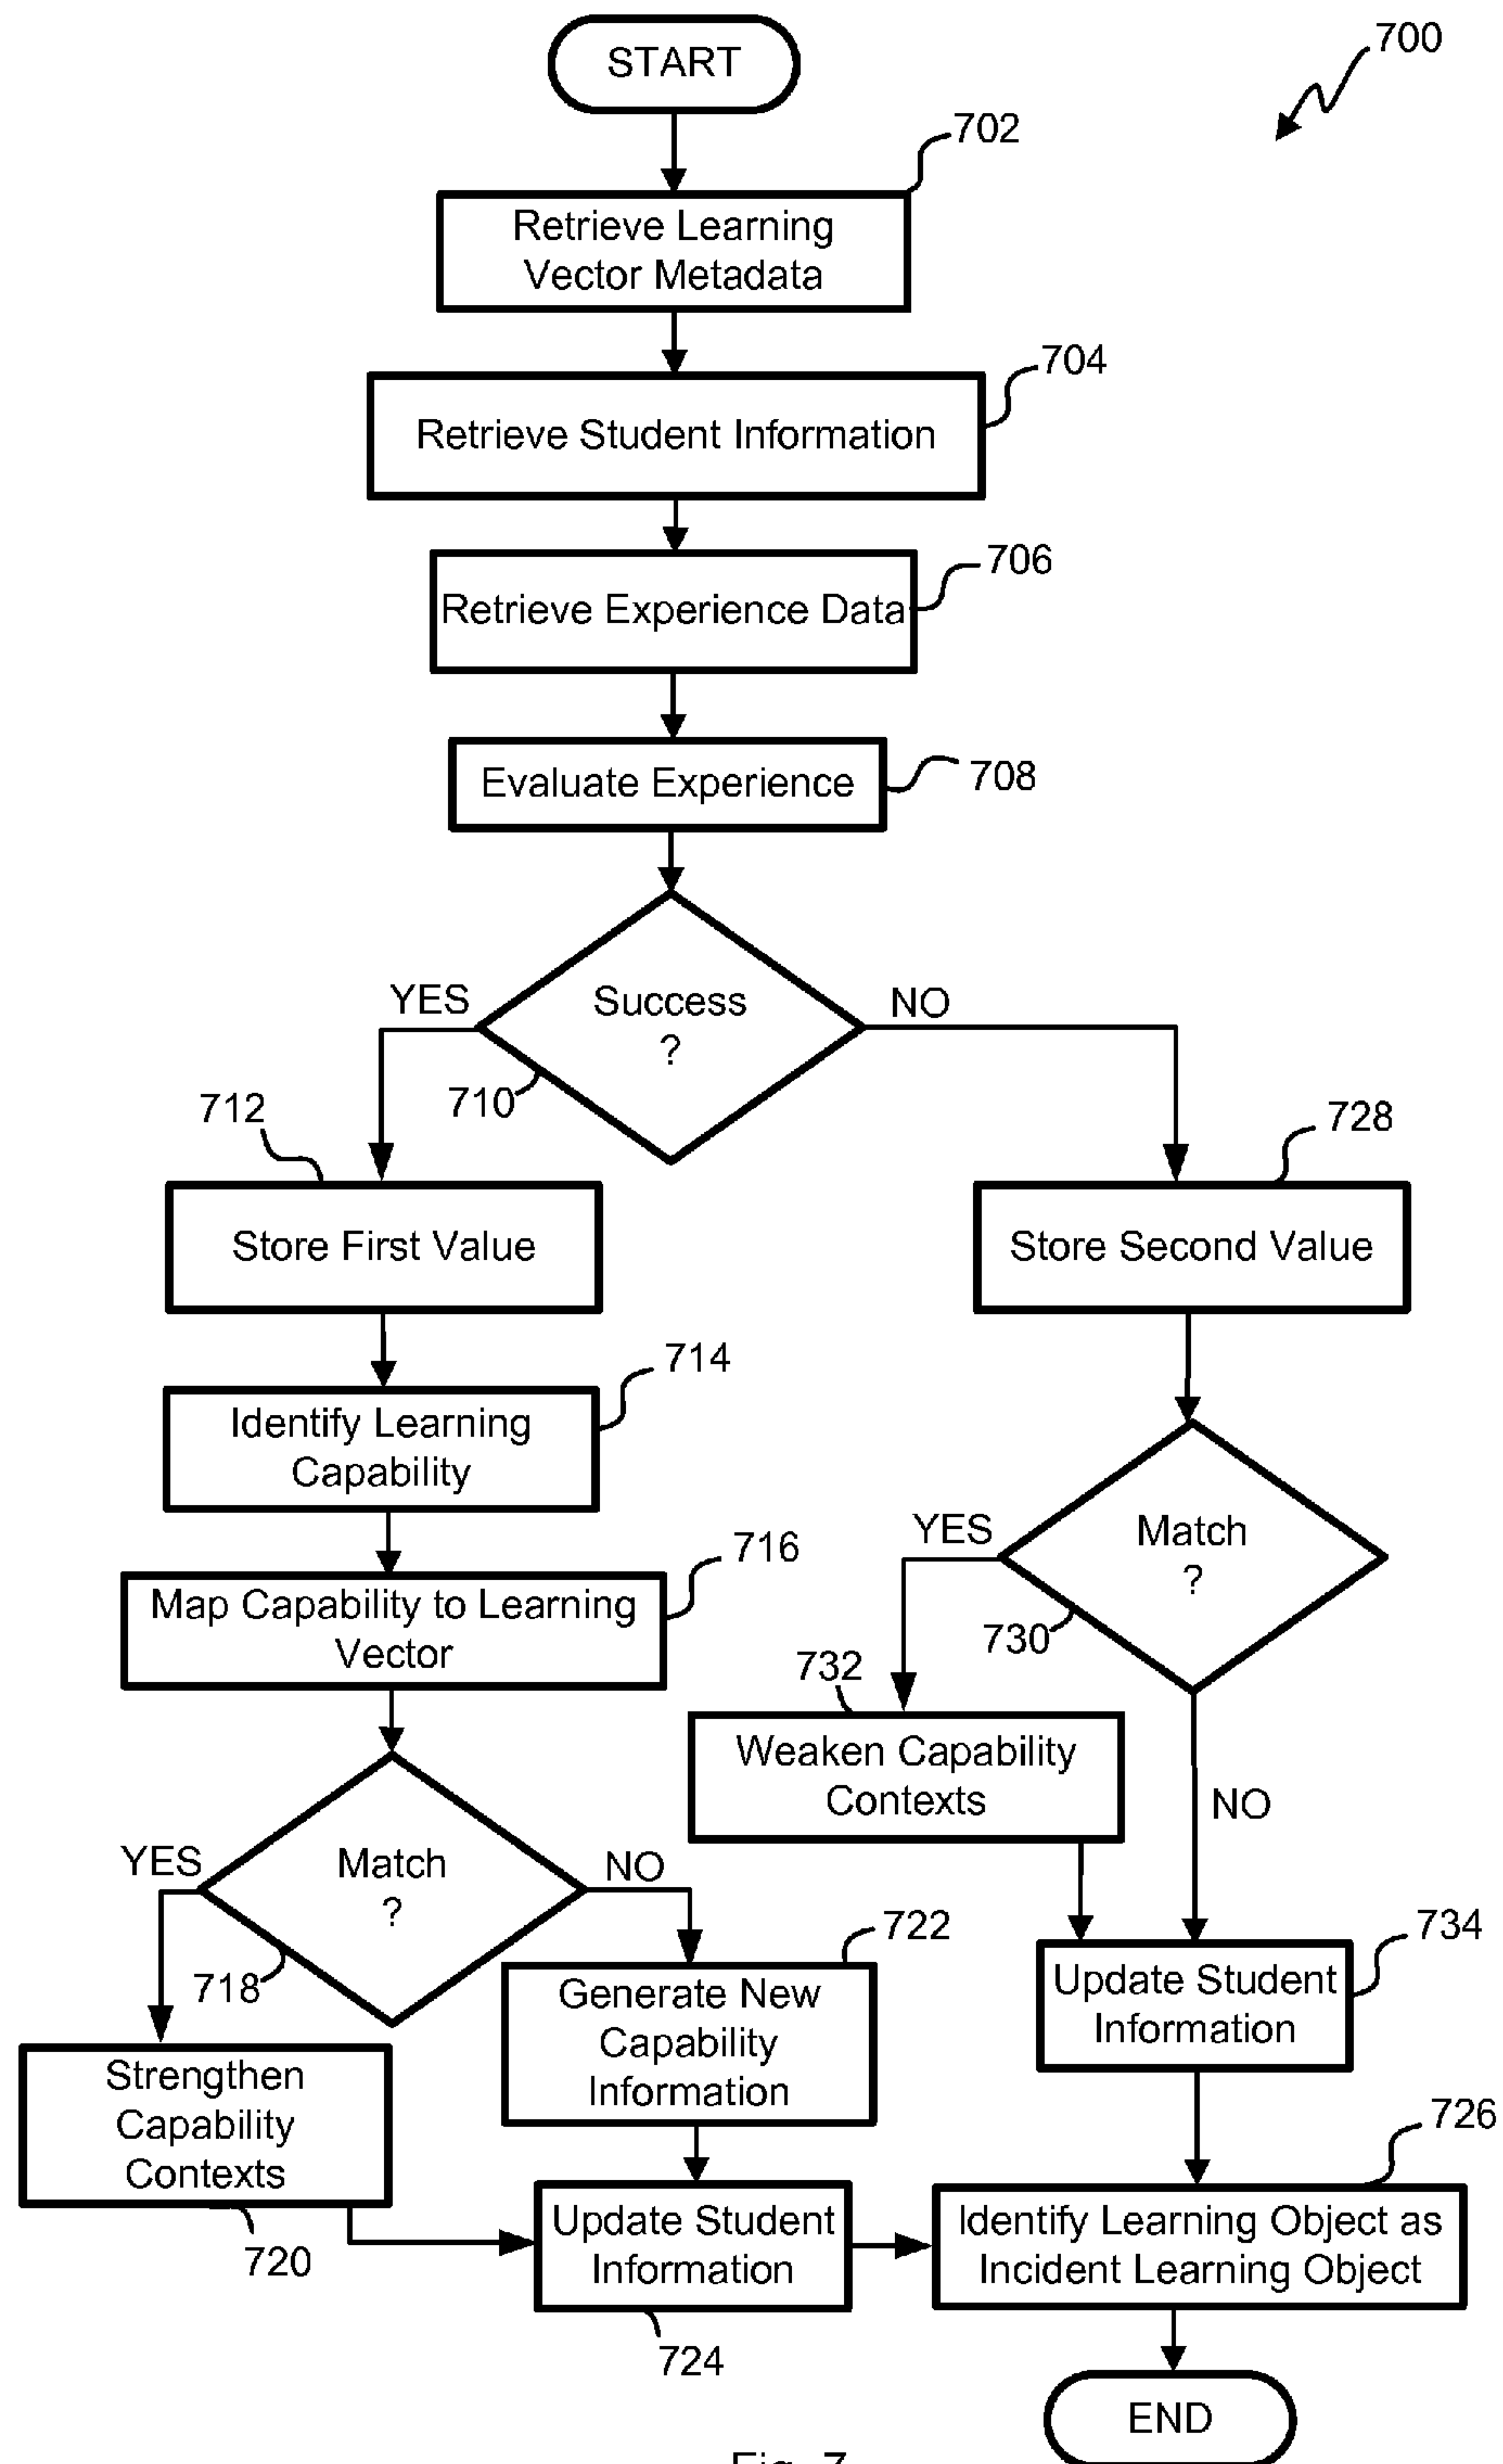 START
700
702
Retrieve Learning
Vector Metadata
704
Retrieve Student Information
706
Retrieve Experience Data
Evaluate Experience
708
YES
Success
?
NO
710
712
728
Store First Value
Store Second Value
714
Identify Learning
Capability
YES
Match
?
716
Map Capability to Learning
Vector
730
732
Weaken Capability
Contexts
NO
YES
Match
?
NO
718
722
734
Generate New
Capability
Information
Update Student
Information
Strengthen
Capability
Contexts
726
720
Update Student
Information
Identify Learning Object as
Incident Learning Object
724
END
Fig. 7